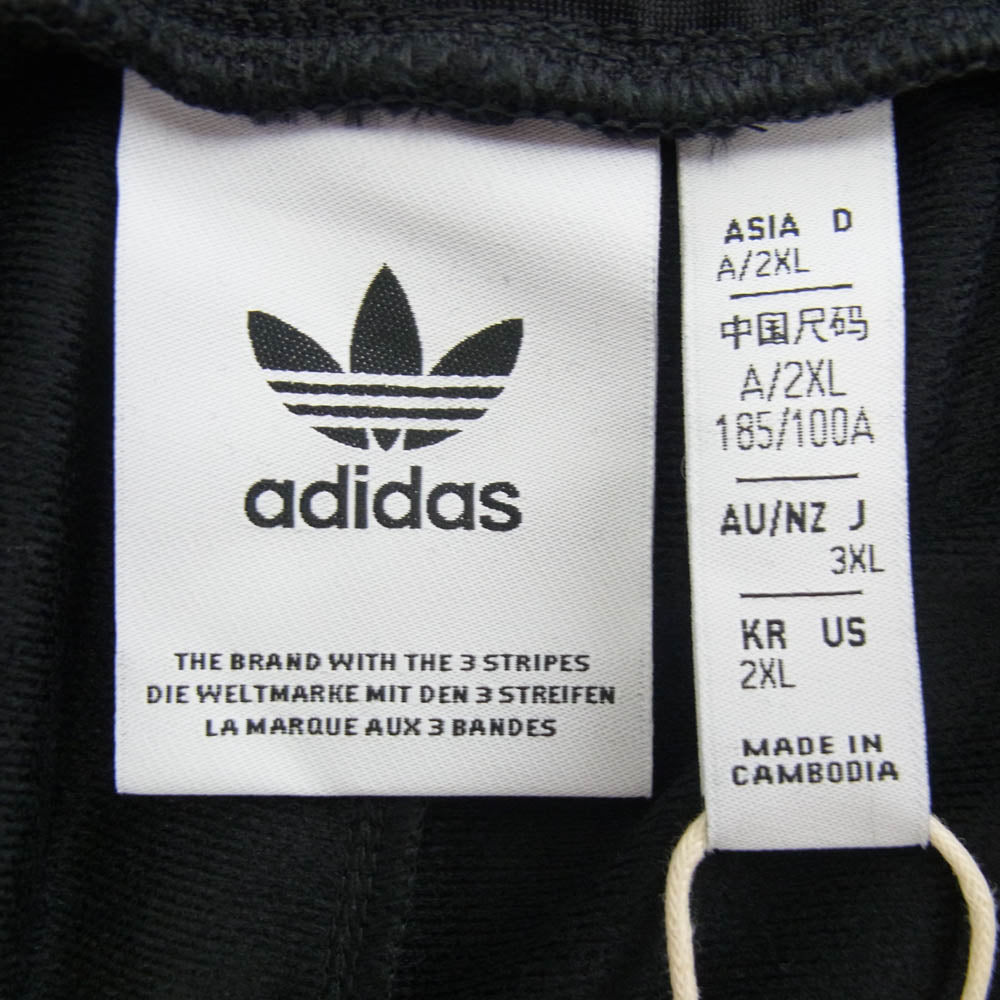 adidas
THE BRAND WITH THE 3 STRIPES
DIE WELTMARKE MIT DEN 3 STREIFEN
LA MARQUE AUX 3 BANDES
ASIA D
A/2XL
中国尺码
A/2XL
185/100A
AU/NZ J
3XL
KR US
2XL
MADE IN
CAMBODIA